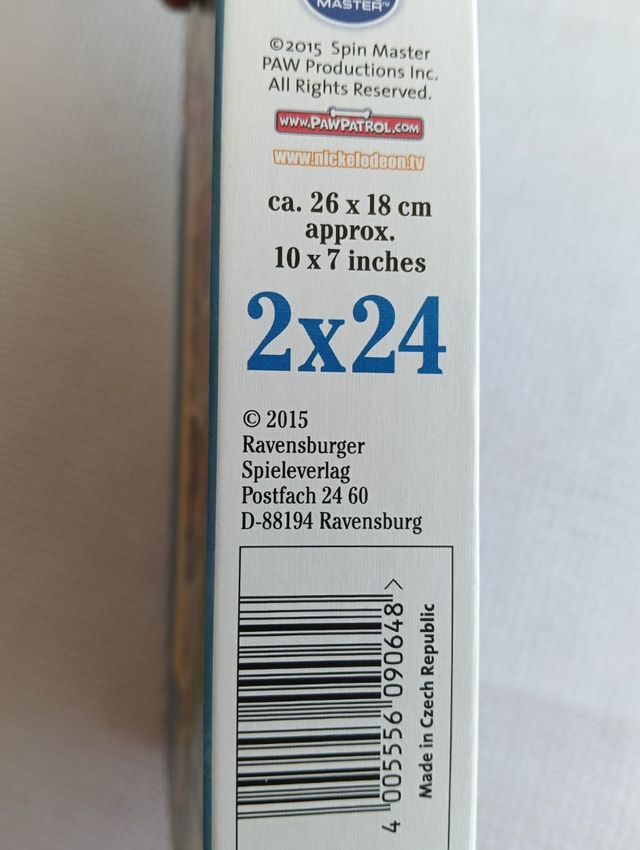 MASTER™
©2015 Spin Master
PAW Productions Inc.
All Rights Reserved.
www.PAWPATROL.COM
www.nickelodeon.tv
ca. 26 x 18 cm
approx.
10 x 7 inches
2x24
© 2015
Ravensburger
Spieleverlag
Postfach 24 60
D-88194 Ravensburg
4 005556 090648 >
Made in Czech Republic